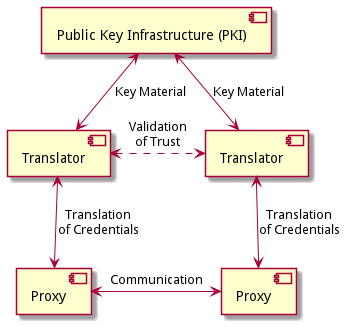 Public Key Infrastructure (PKI)
Key Material
Key Material
Validation
of Trust
Translator
Translator
Translation
of Credentials
Translation
of Credentials
Communication
Proxy
Proxy